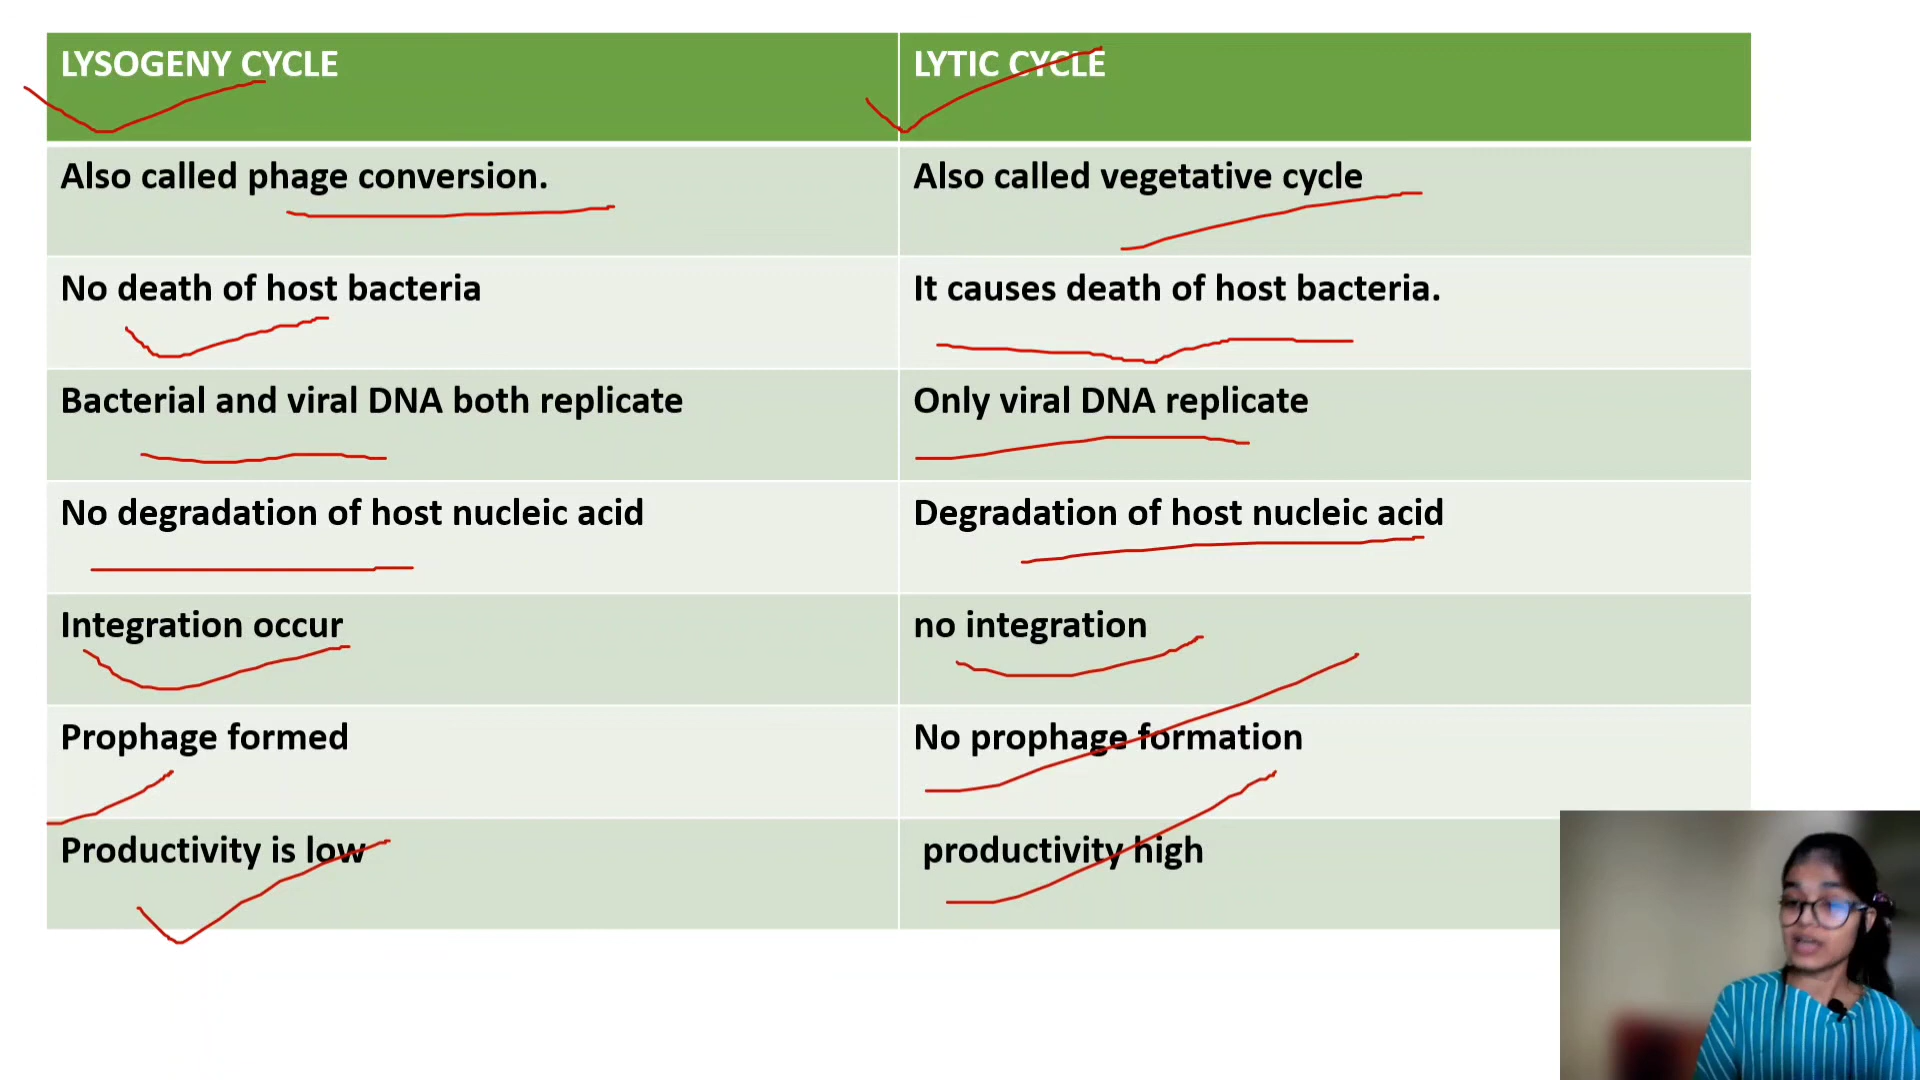 LYSOGENY CYCLE
LYTIC CYCLE
Also called phage conversion.
Also called vegetative cycle
No death of host bacteria
It causes death of host bacteria.
Bacterial and viral DNA both replicate
Only viral DNA replicate
No degradation of host nucleic acid
Degradation of host nucleic acid
Integration occur
no integration
Prophage formed
No prophage formation
Productivity is low
productivity high